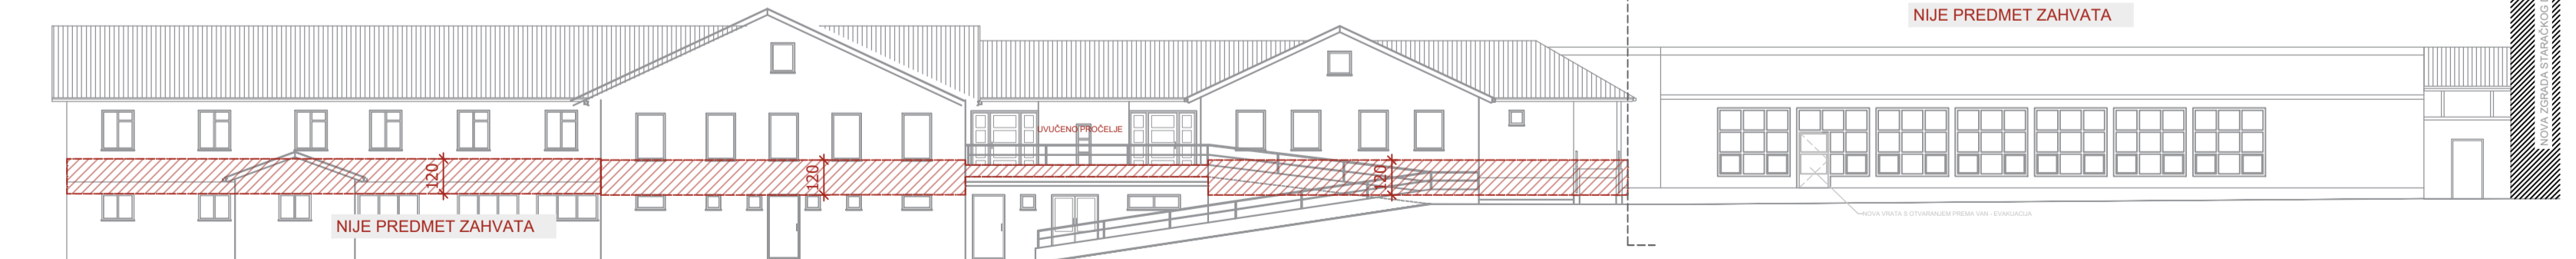 NIJE PREDMET ZAHVATA
UVUČENO PROČELJE
120
120
120
NIJE PREDMET ZAHVATA
NOVA VRATA S OTVARANJEM PREMA VAN - EVAKUACIJA
NOVA ZGRADA STARAČKOG